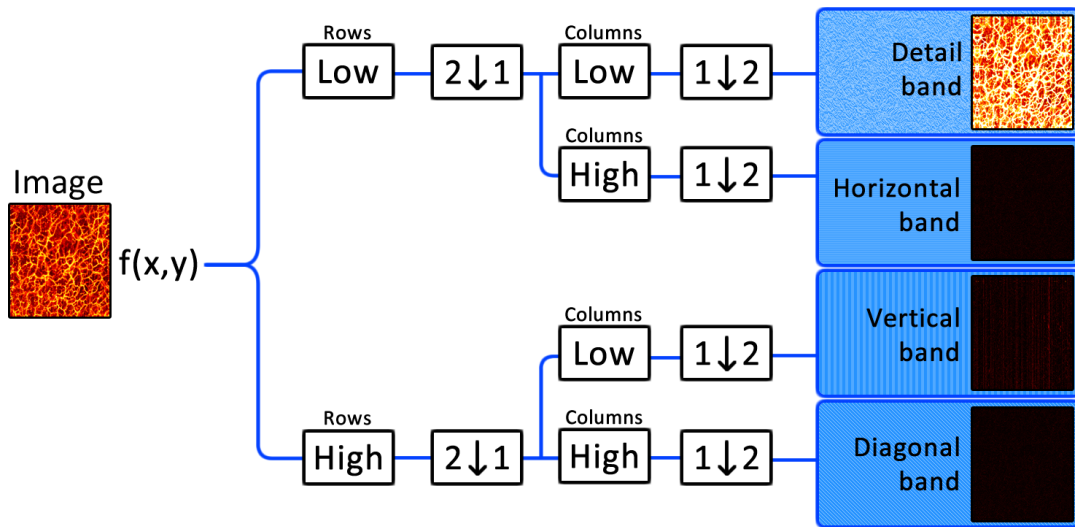 Rows
Low
2↓1
Columns
Low
1↓2
Detail
band
Columns
High
1↓2
Horizontal
band
Image
f(x,y)
Columns
Low
1↓2
Vertical
band
Rows
High
2↓1
Columns
High
1↓2
Diagonal
band